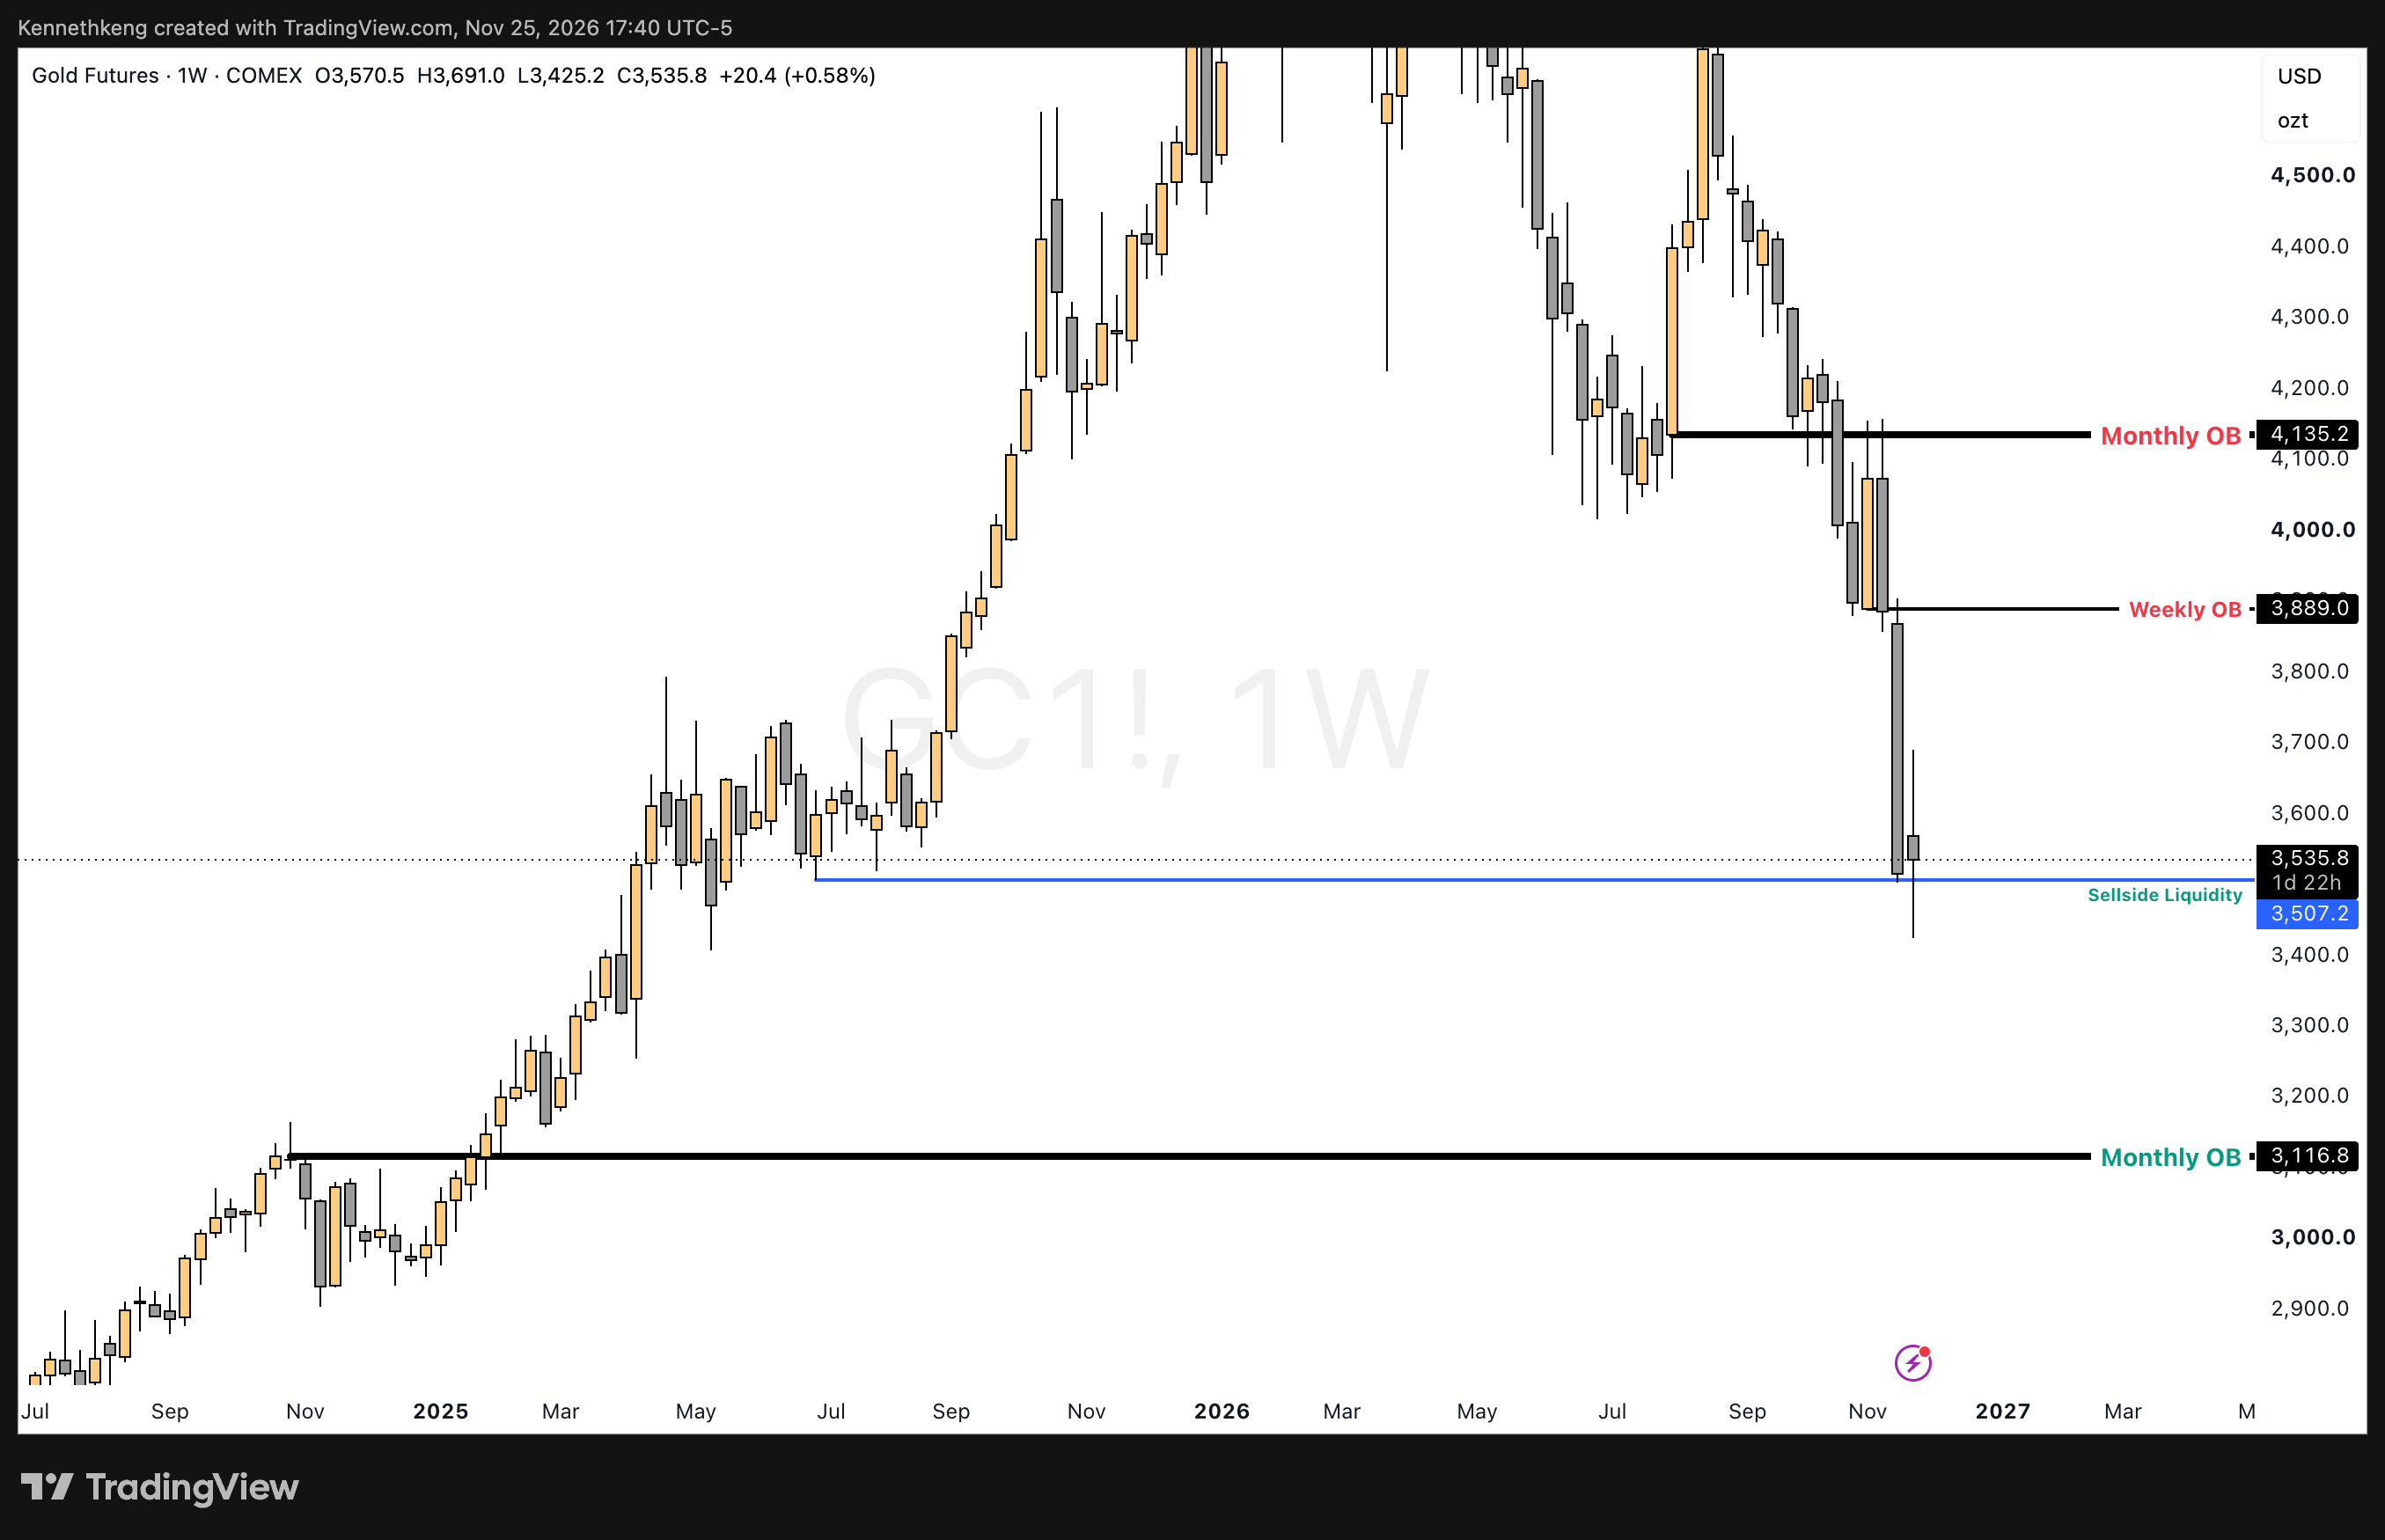 Kennethkeng created with TradingView.com, Nov 25, 2026 17:40 UTC-5
Gold Futures · 1W · COMEX O3,570.5 H3,691.0 L3,425.2 C3,535.8 +20.4 (+0.58%)
USD
ozt
4,500.0
4,400.0
4,300.0
4,200.0
Monthly OB 4,135.2
4,100.0
4,000.0
Weekly OB 3,889.0
GC1!, 1W
3,800.0
3,700.0
3,600.0
3,535.8
1d 22h
Sellside Liquidity
3,507.2
3,400.0
3,300.0
3,200.0
Monthly OB 3,116.8
3,000.0
2,900.0
Jul Sep Nov 2025 Mar May Jul Sep Nov 2026 Mar May Jul Sep Nov 2027 Mar M
TradingView